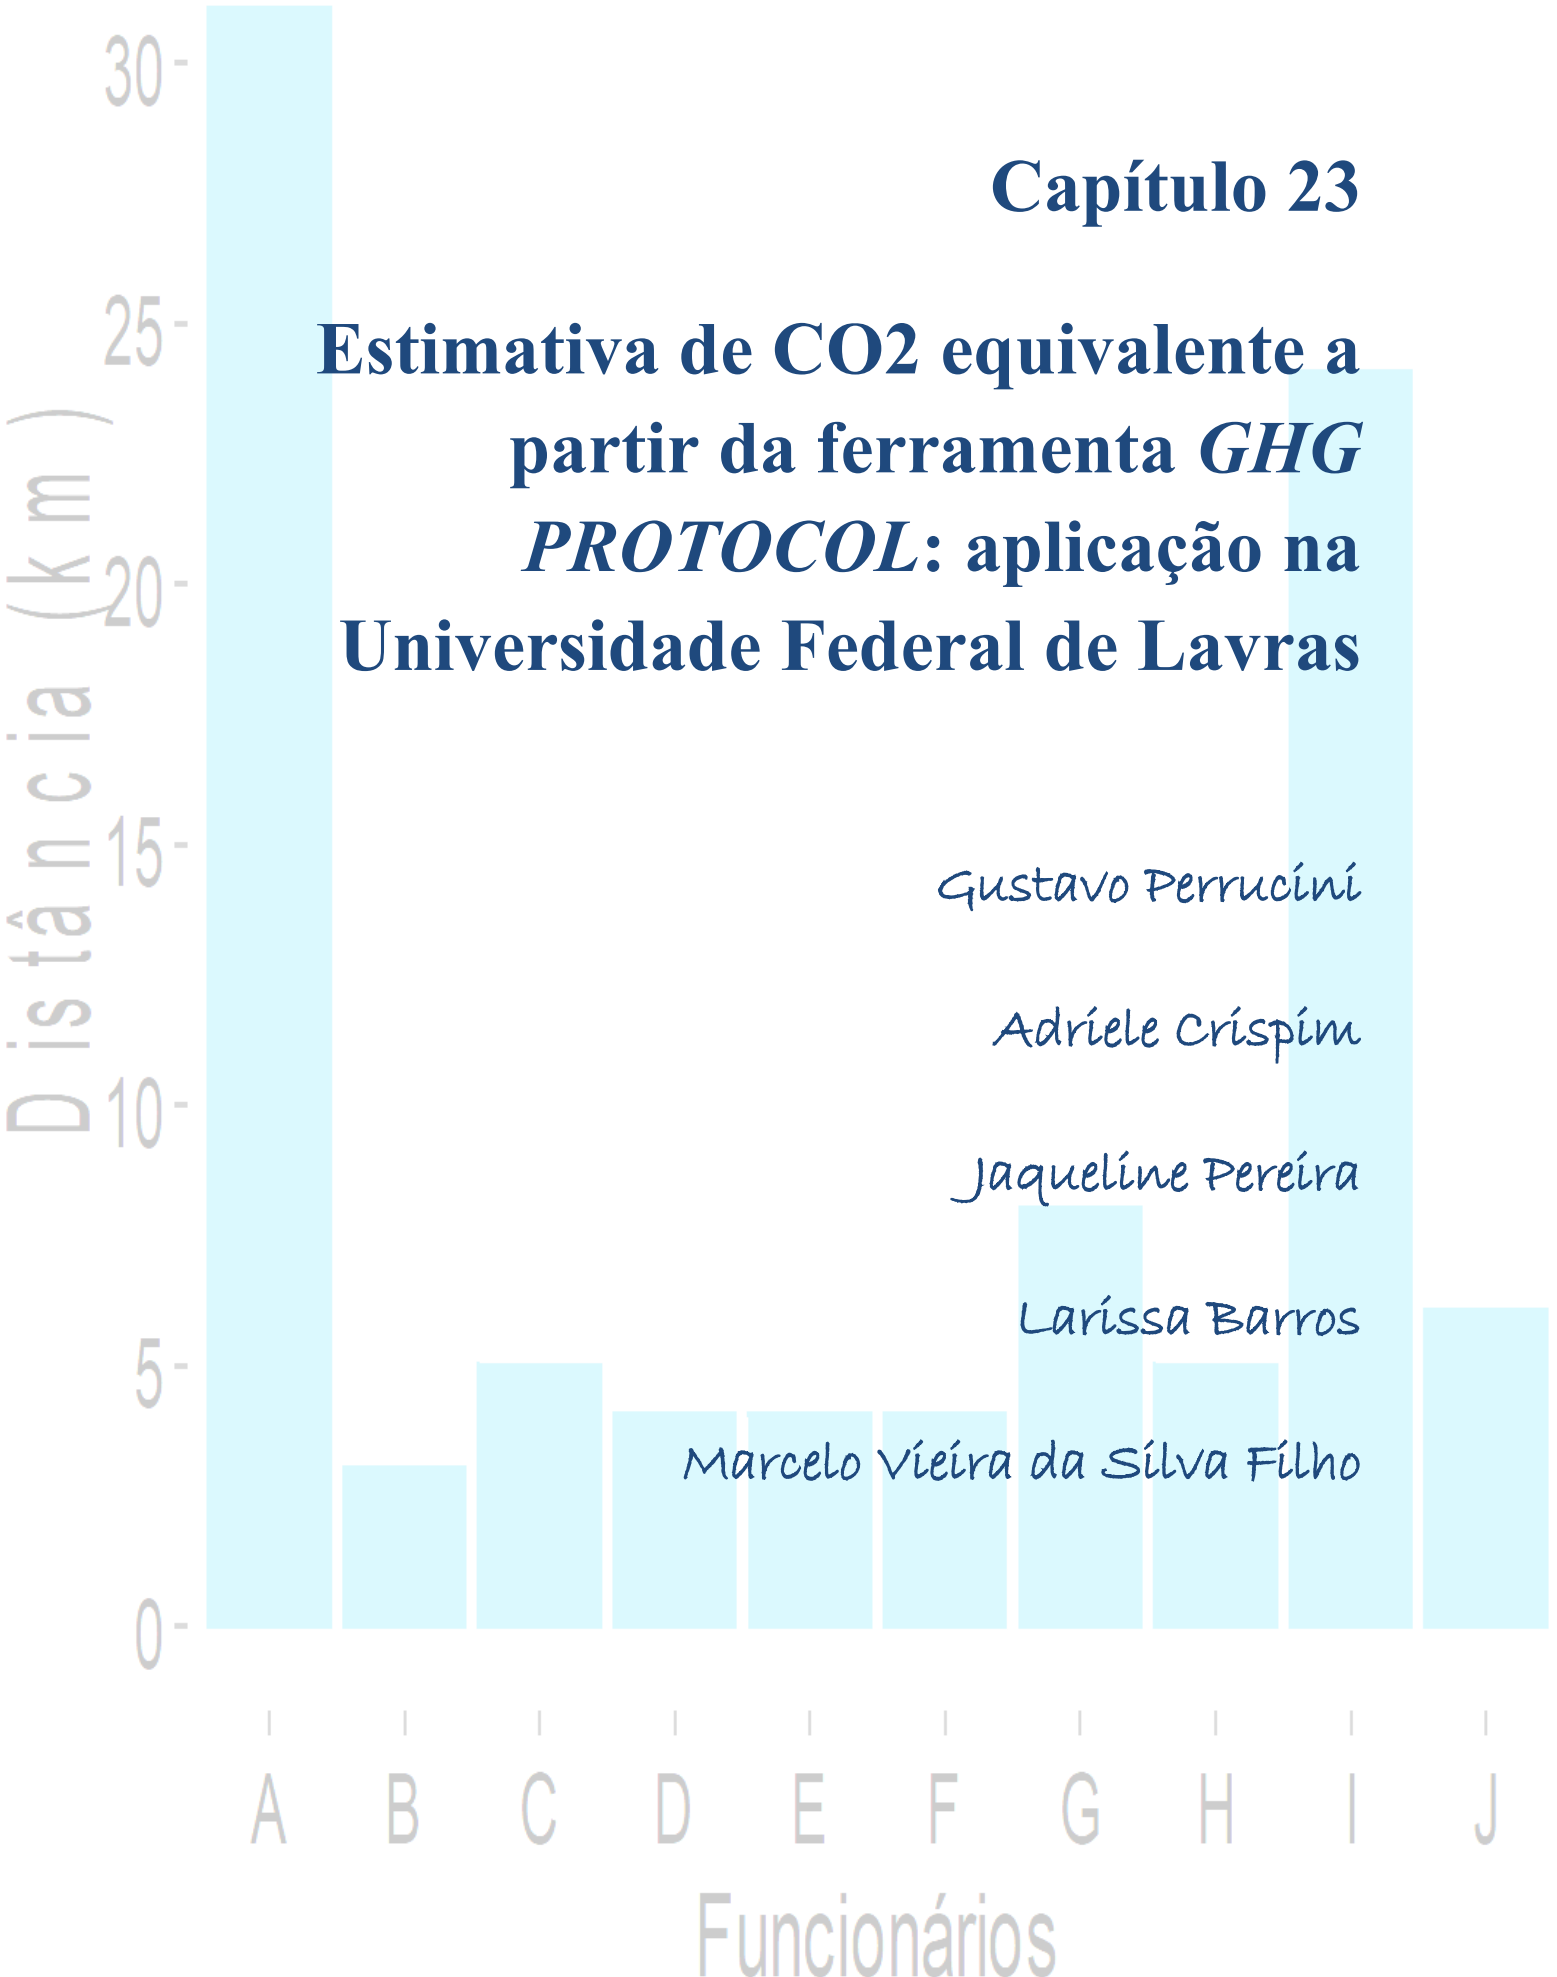 Capítulo 23
Estimativa de CO2 equivalente a
partir da ferramenta GHG
PROTOCOL: aplicação na
Universidade Federal de Lavras
Gustavo Perrucini
Adriele Crispim
Jaqueline Pereira
Larissa Barros
Marcelo Vieira da Silva Filho
Distância (km)
30
25
20
15
10
5
0
A B C D E F G H I J
Funcionários